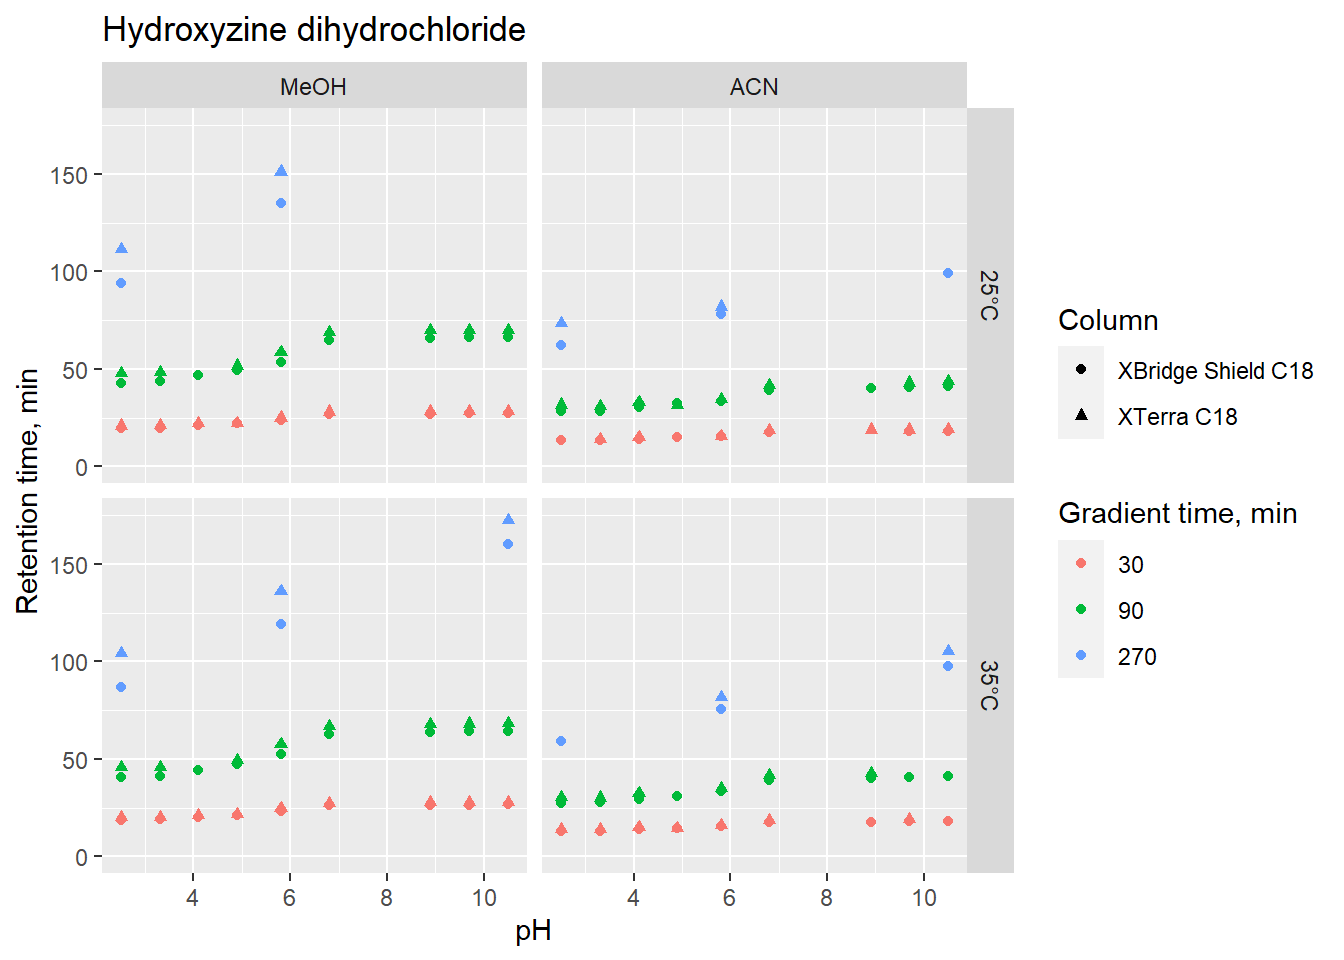 Hydroxyzine dihydrochloride
MeOH
ACN
150
100
50
0
25°C
150
100
50
0
35°C
4
6
8
10
4
6
8
10
pH
Retention time, min
Column
XBridge Shield C18
XTerra C18
Gradient time, min
30
90
270